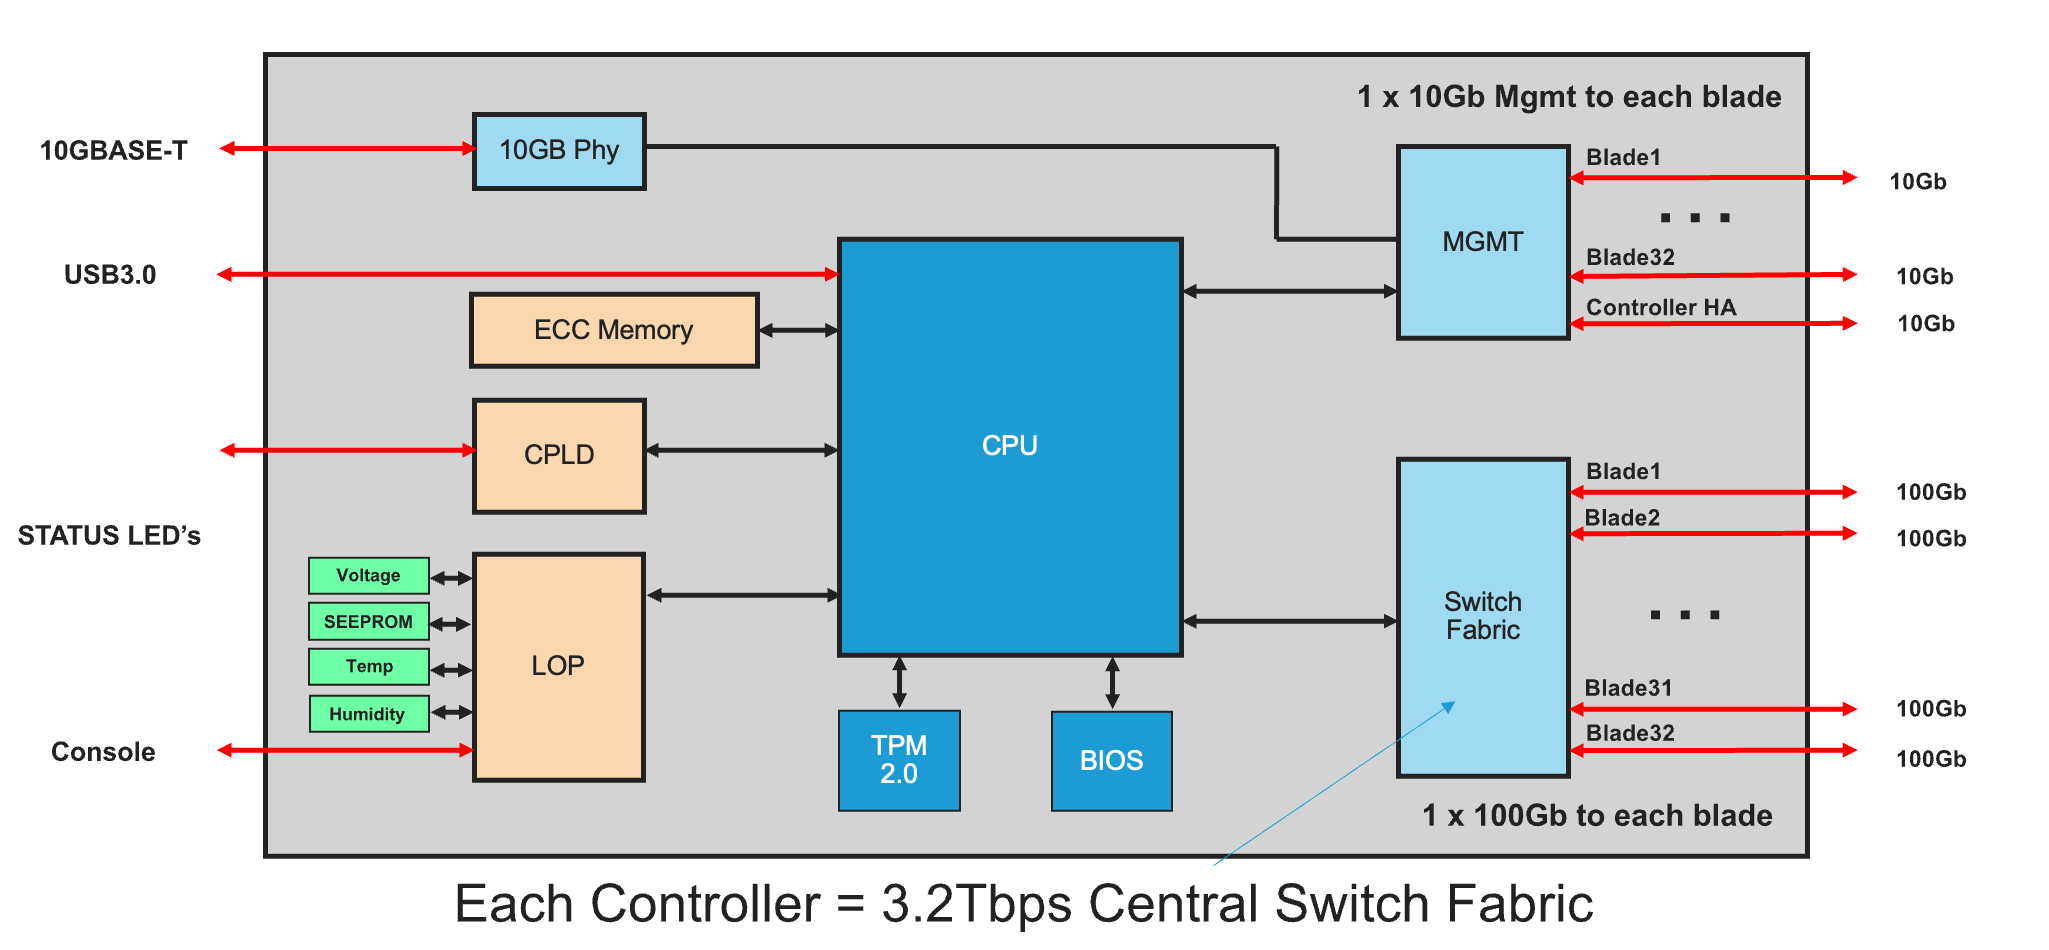 1 x 10Gb Mgmt to each blade
10GBASE-T
10GB Phy
Blade1
10Gb
...
MGMT
USB3.0
Blade32
10Gb
Controller HA
10Gb
ECC Memory
CPU
CPLD
STATUS LED’s
Voltage
SEEPROM
Temp
Humidity
LOP
Console
TPM
2.0
BIOS
Switch
Fabric
Blade1
100Gb
Blade2
100Gb
...
Blade31
100Gb
Blade32
100Gb
1 x 100Gb to each blade
Each Controller = 3.2Tbps Central Switch Fabric